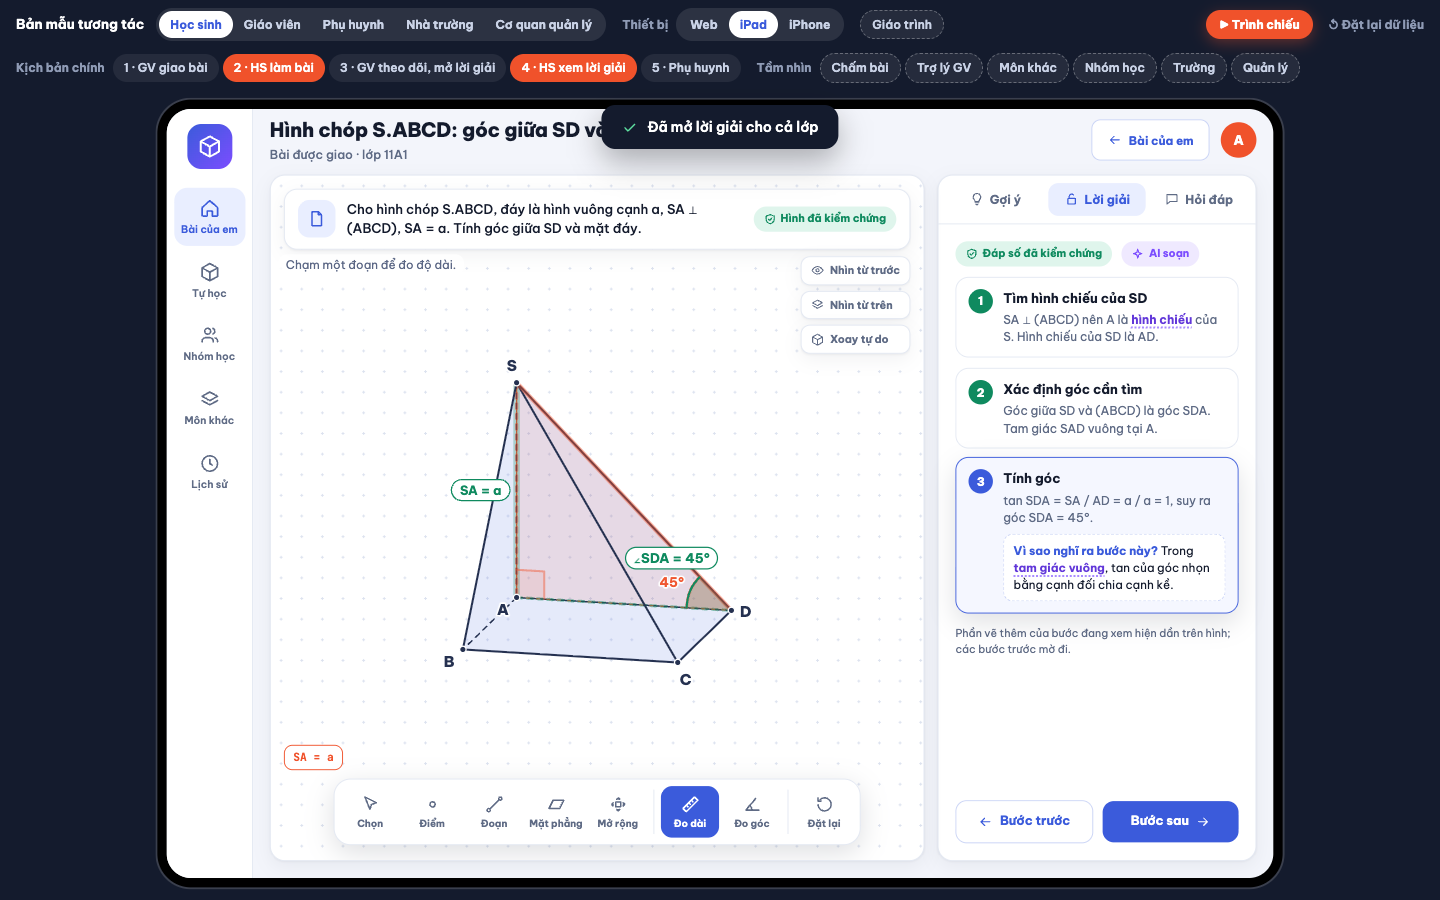 Bản mẫu tương tác
Học sinh
Giáo viên
Phụ huynh
Nhà trường
Cơ quan quản lý
Thiết bị
Web
iPad
iPhone
Giáo trình
Trình chiếu
Đặt lại dữ liệu
Kịch bản chính
1 · GV giao bài
2 · HS làm bài
3 · GV theo dõi, mở lời giải
4 · HS xem lời giải
5 · Phụ huynh
Tầm nhìn
Chấm bài
Trợ lý GV
Môn khác
Nhóm học
Trường
Quản lý
Hình chóp S.ABCD: góc giữa SD và
Bài được giao · lớp 11A1
Đã mở lời giải cho cả lớp
← Bài của em
A
Bài của em
Tự học
Nhóm học
Môn khác
Lịch sử
Cho hình chóp S.ABCD, đáy là hình vuông cạnh a, SA ⊥
(ABCD), SA = a. Tính góc giữa SD và mặt đáy.
Hình đã kiểm chứng
Chạm một đoạn để đo độ dài.
Nhìn từ trước
Nhìn từ trên
Xoay tự do
S
SA = a
∠SDA = 45°
45°
A
D
B
C
SA = a
Chọn
Điểm
Đoạn
Mặt phẳng
Mở rộng
Đo dài
Đo góc
Đặt lại
Gợi ý
Lời giải
Hỏi đáp
Đáp số đã kiểm chứng
AI soạn
1
Tìm hình chiếu của SD
SA ⊥ (ABCD) nên A là hình chiếu của
S. Hình chiếu của SD là AD.
2
Xác định góc cần tìm
Góc giữa SD và (ABCD) là góc SDA.
Tam giác SAD vuông tại A.
3
Tính góc
tan SDA = SA / AD = a / a = 1, suy ra
góc SDA = 45°.
Vì sao nghĩ ra bước này? Trong
tam giác vuông, tan của góc nhọn
bằng cạnh đối chia cạnh kề.
Phần vẽ thêm của bước đang xem hiện dần trên hình;
các bước trước mờ đi.
← Bước trước
Bước sau →